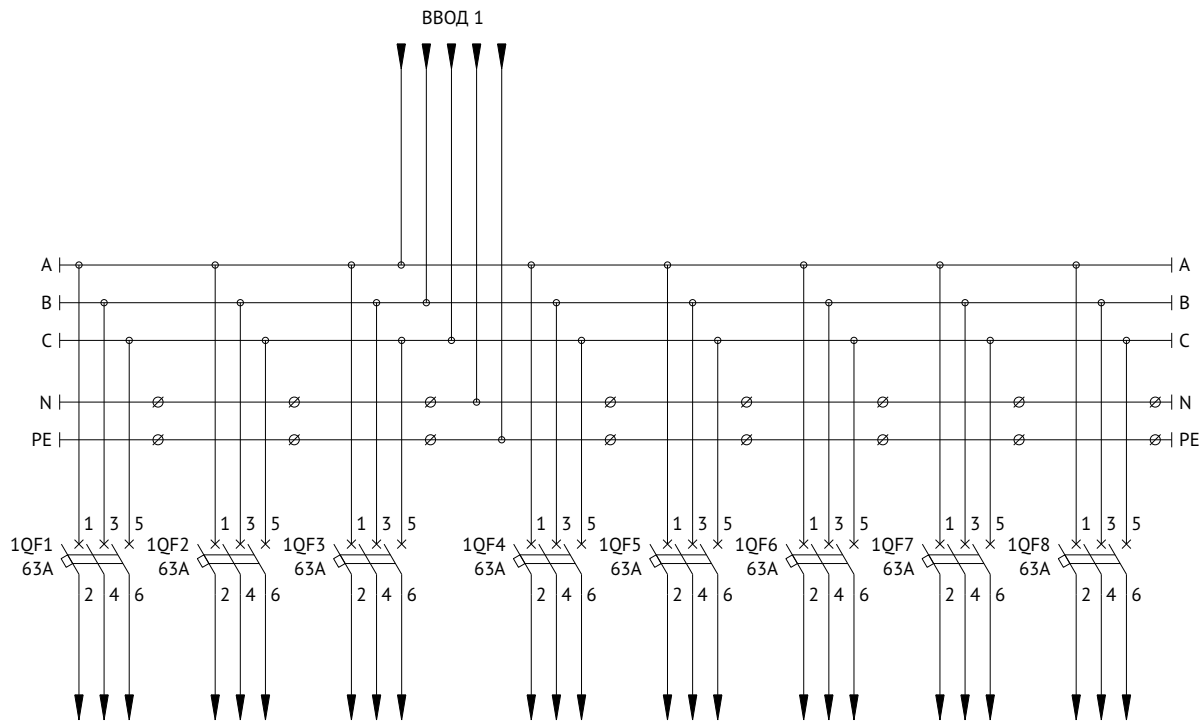 ВВОД 1
A A
B B
C C
N N
PE PE
1 3 5 1 3 5 1 3 5 1 3 5 1 3 5 1 3 5 1 3 5 1 3 5
1QF1 1QF2 1QF3 1QF4 1QF5 1QF6 1QF7 1QF8
63A 63A 63A 63A 63A 63A 63A 63A
2 4 6 2 4 6 2 4 6 2 4 6 2 4 6 2 4 6 2 4 6 2 4 6